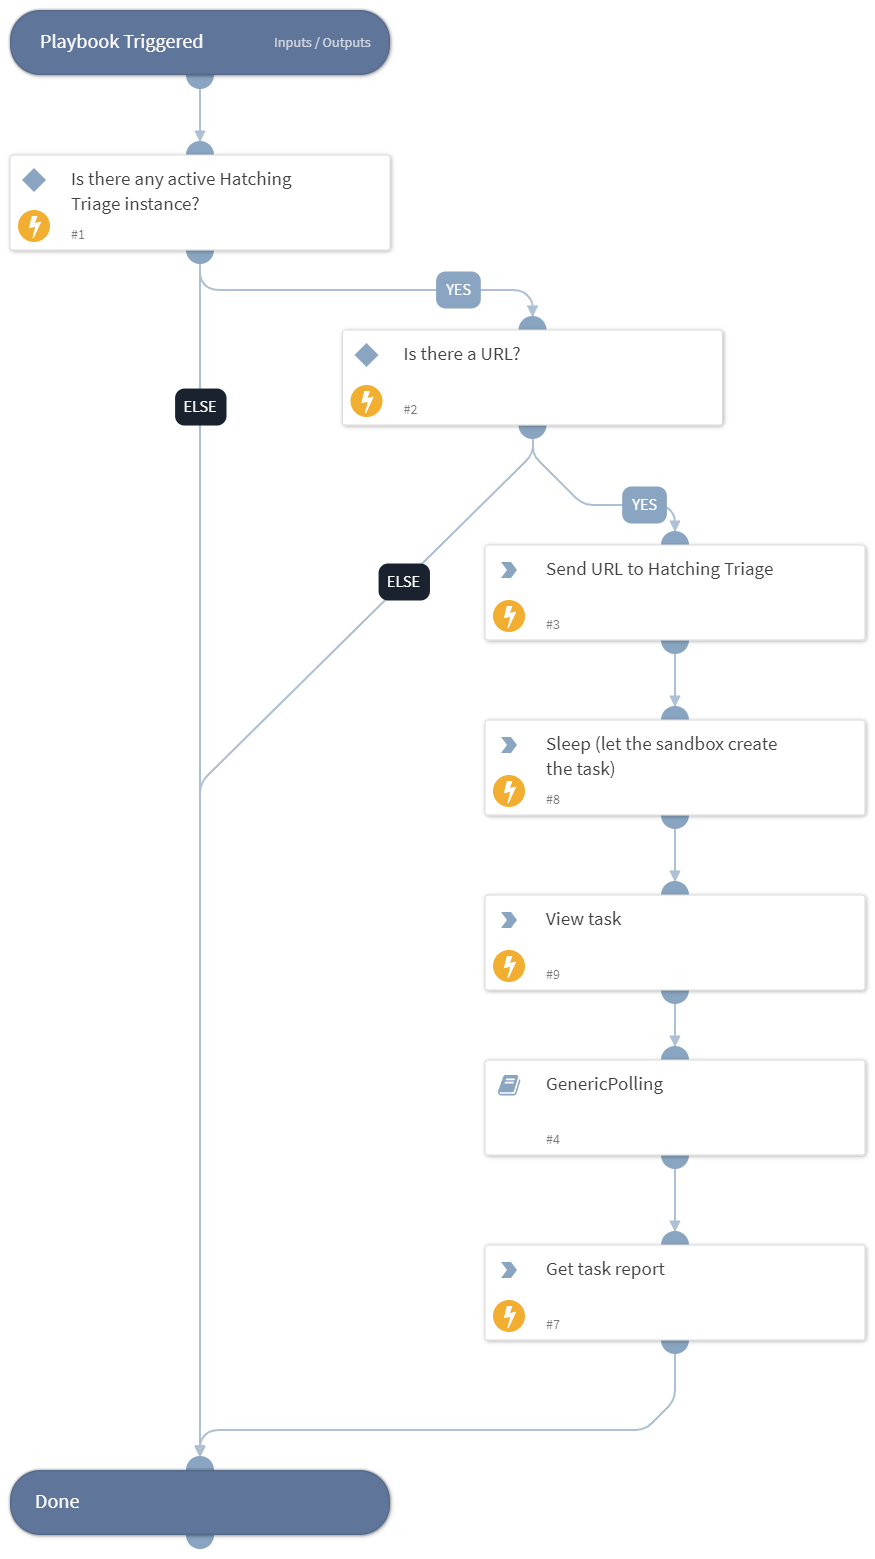 Playbook Triggered
Inputs / Outputs
Is there any active Hatching
Triage instance?
#1
YES
Is there a URL?
#2
ELSE
YES
Send URL to Hatching Triage
#3
ELSE
Sleep (let the sandbox create
the task)
#8
View task
#9
GenericPolling
#4
Get task report
#7
Done